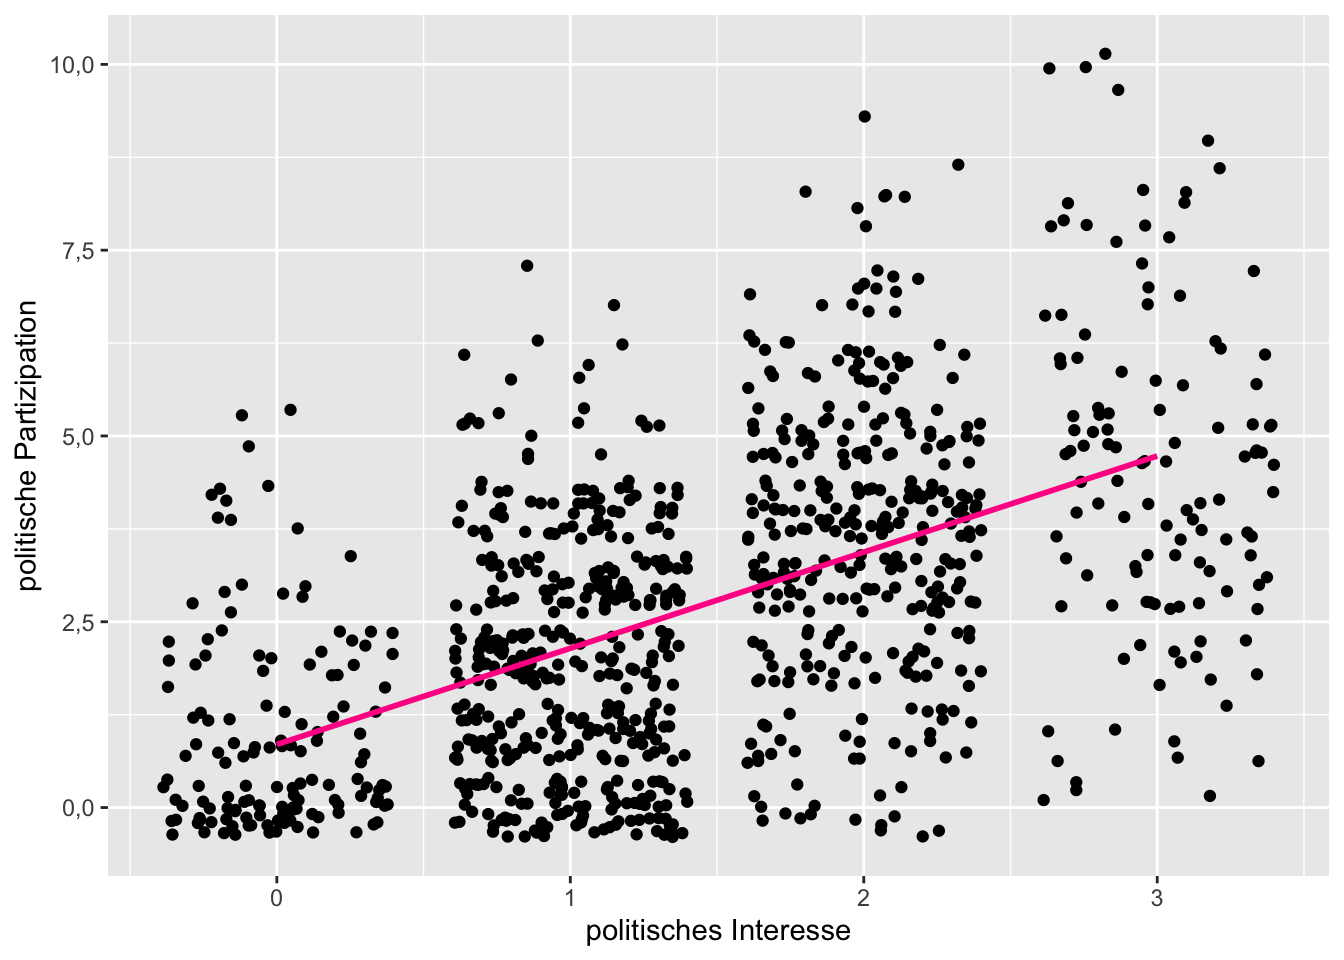 10,0
7,5
5,0
2,5
0,0
politische Partizipation
0 1 2 3
politisches Interesse